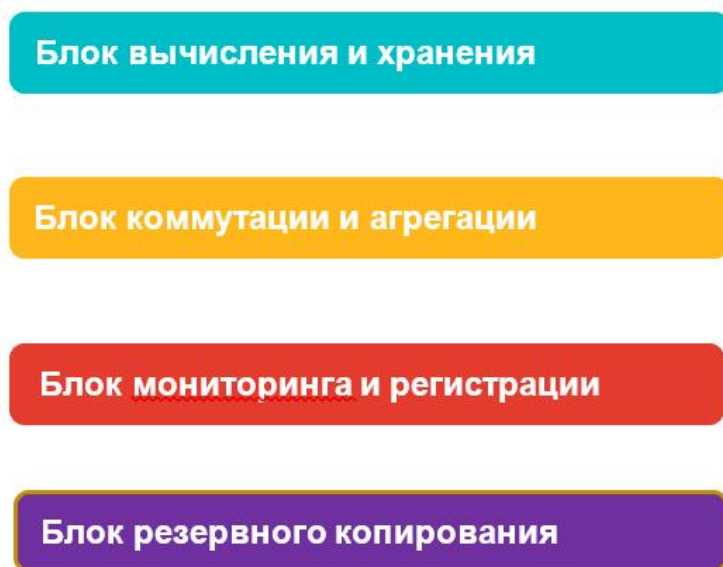 Блок вычисления и хранения
Блок коммутации и агрегации
Блок мониторинга и регистрации
Блок резервного копирования